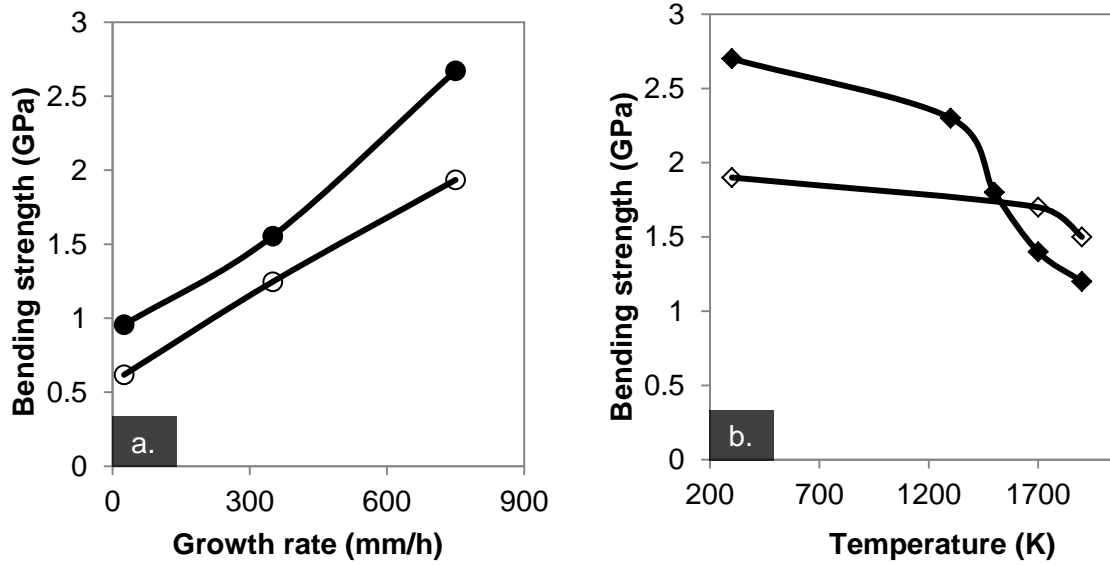 3
2.5
2
1.5
1
0.5
0
Bending strength (GPa)
a.
0 300 600 900
Growth rate (mm/h)
3
2.5
2
1.5
1
0.5
0
Bending strength (GPa)
b.
200 700 1200 1700
Temperature (K)